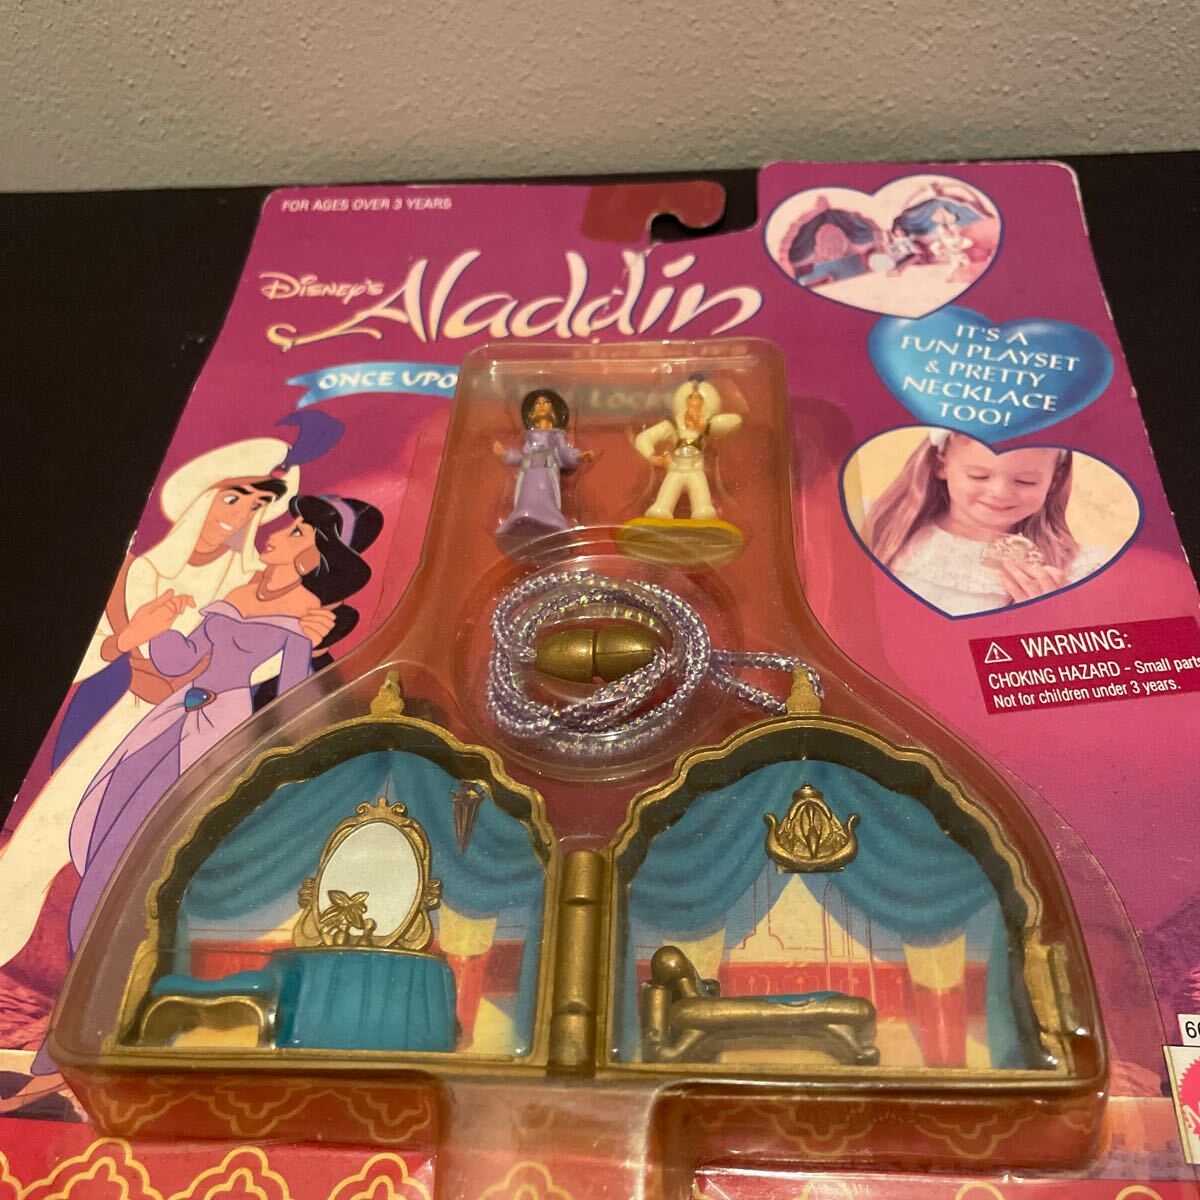 FOR AGES OVER 3 YEARS
DISNEY'S
Aladdin
ONCE UPO
LOCKE
IT'S A
FUN PLAYSET
& PRETTY
NECKLACE
TOO!
WARNING:
CHOKING HAZARD - Small parts
Not for children under 3 years.